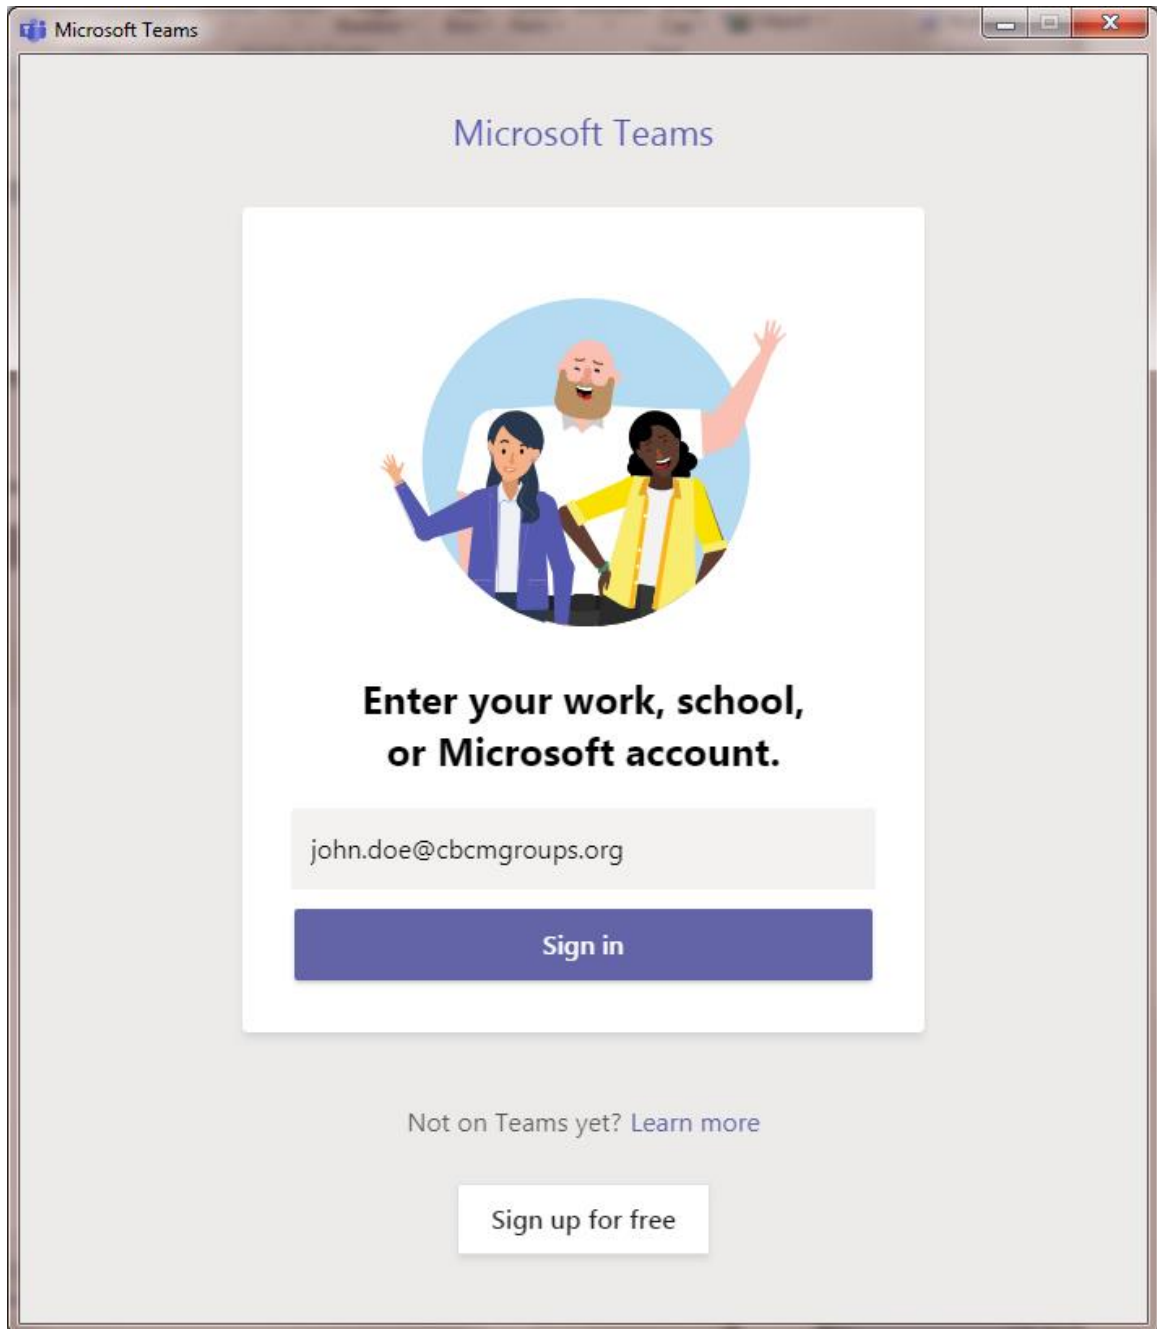 Microsoft Teams
Microsoft Teams
Enter your work, school,
or Microsoft account.
john.doe@cbcmgroups.org
Sign in
Not on Teams yet? Learn more
Sign up for free